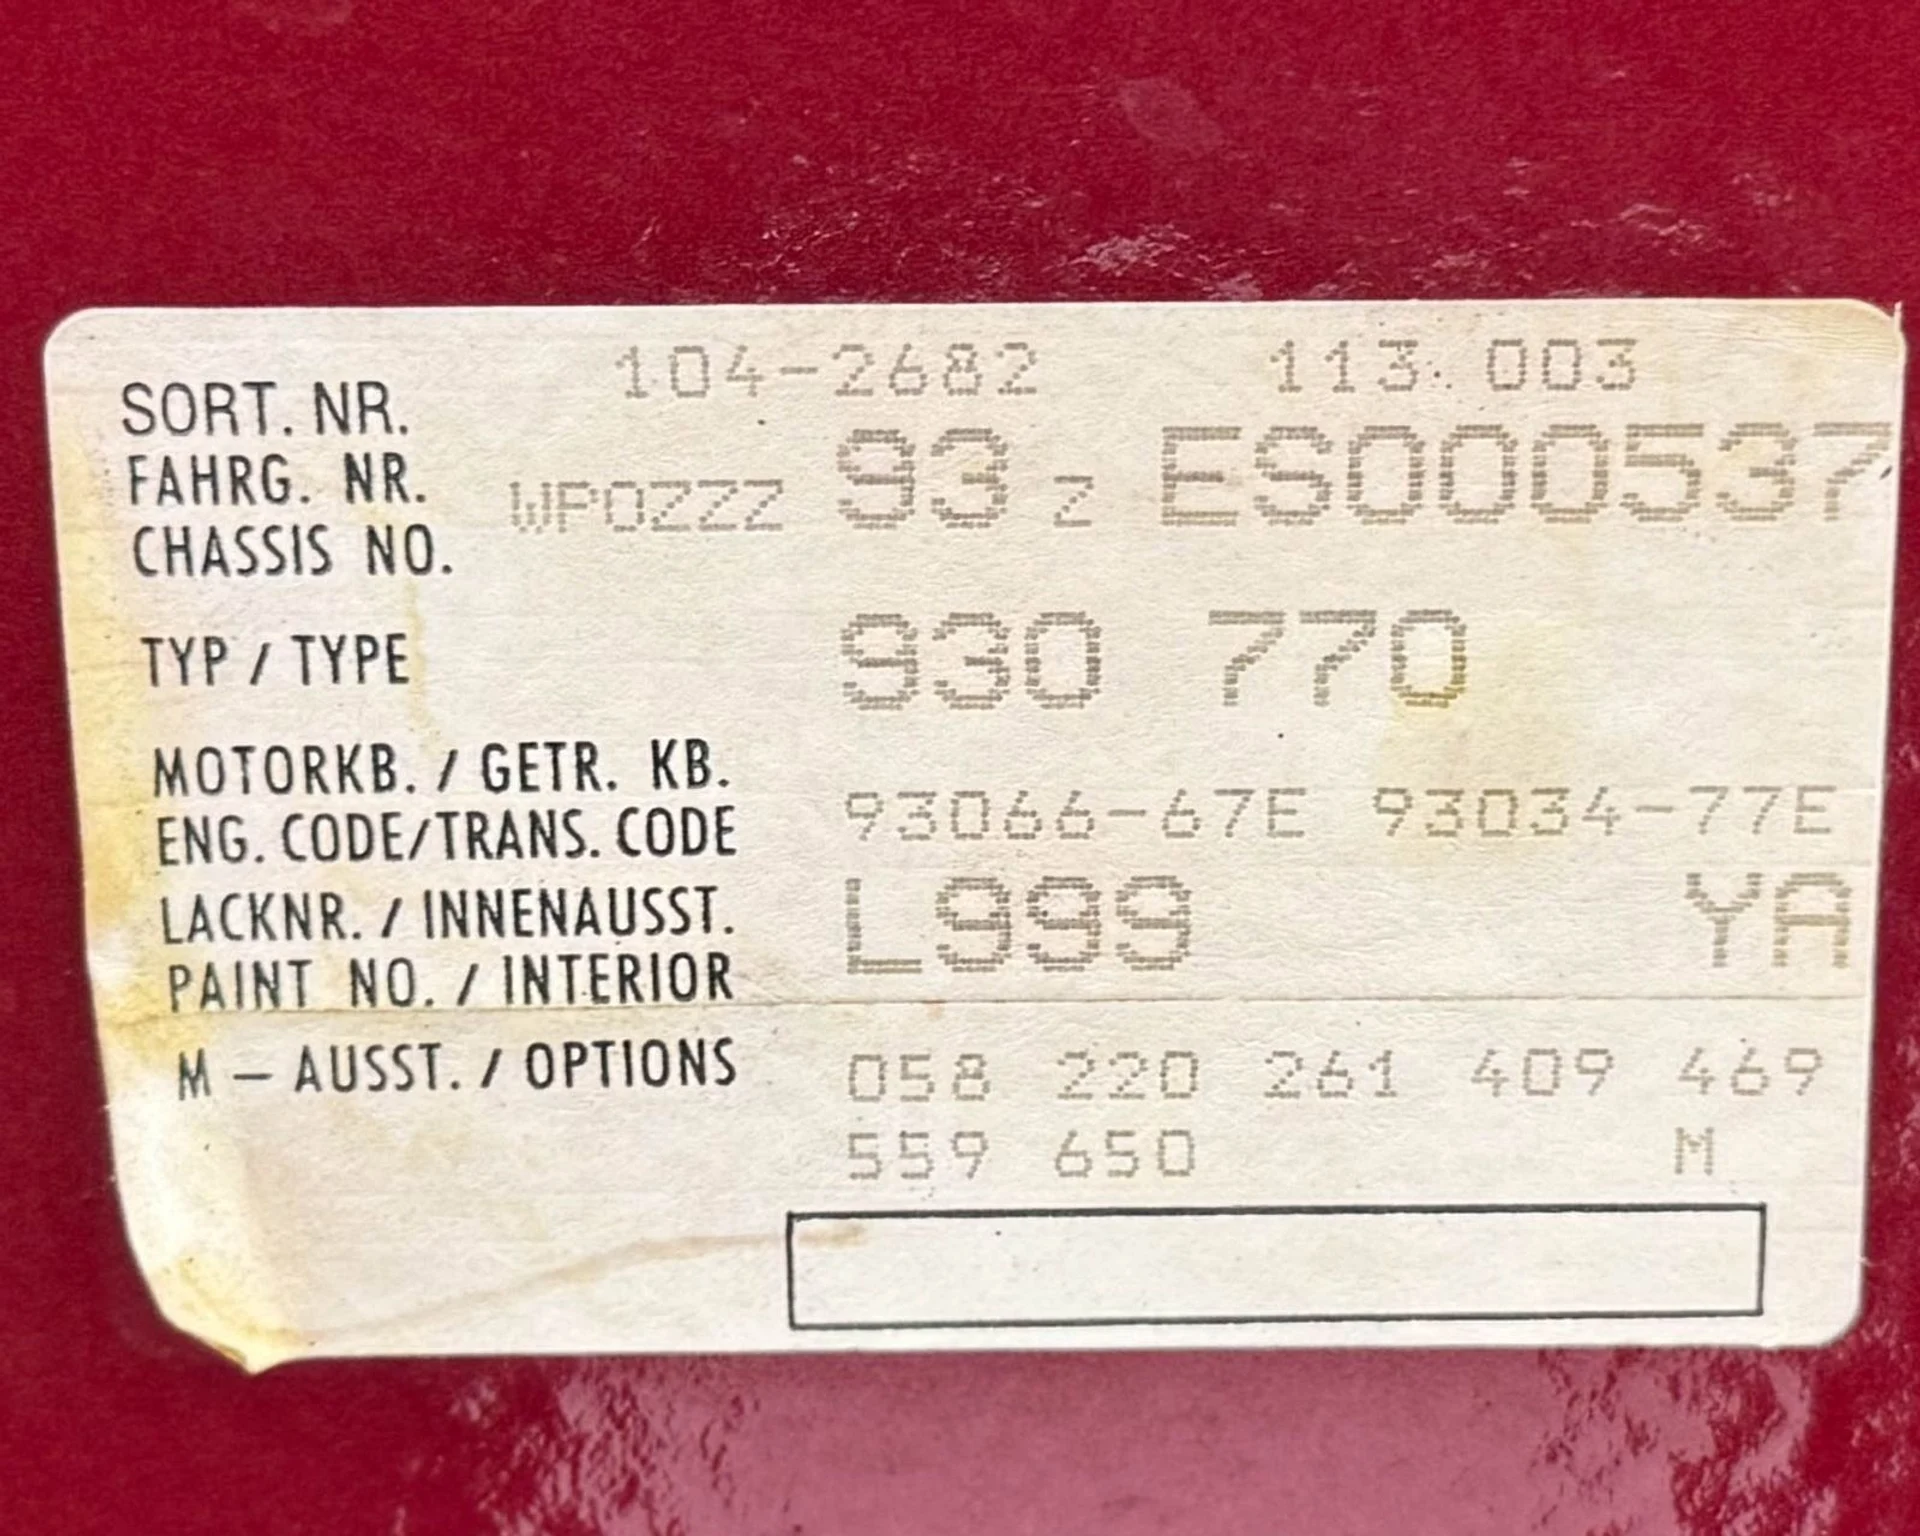 SORT. NR. 104-2682 113 003
FAHRG. NR.
CHASSIS NO. WPOZZZ 93 Z ES000537
TYP / TYPE 930 770
MOTORKB. / GETR. KB.
ENG. CODE/TRANS. CODE 93066-67E 93034-77E
LACKNR. / INNENAUSST.
PAINT NO. / INTERIOR L999 YA
M – AUSST. / OPTIONS 058 220 261 409 469
559 650 M